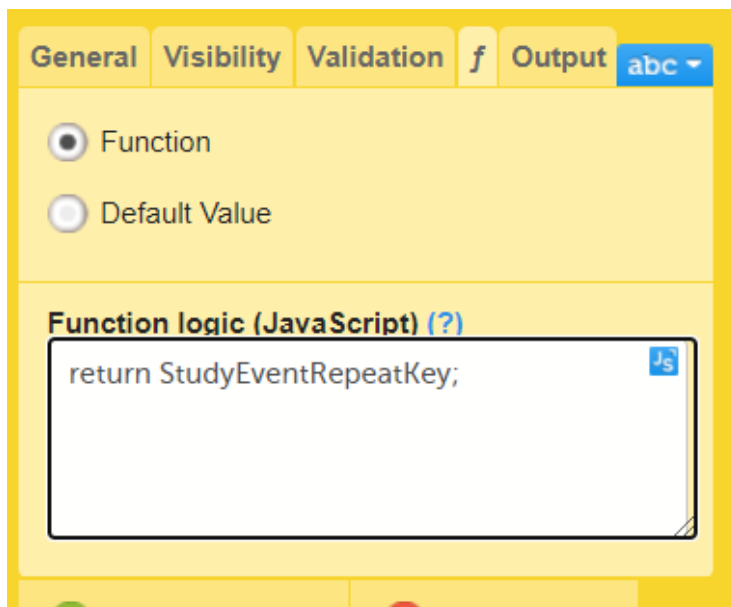 General Visibility Validation f Output abc
Function
Default Value
Function logic (JavaScript) (?)
return StudyEventRepeatKey;
JS